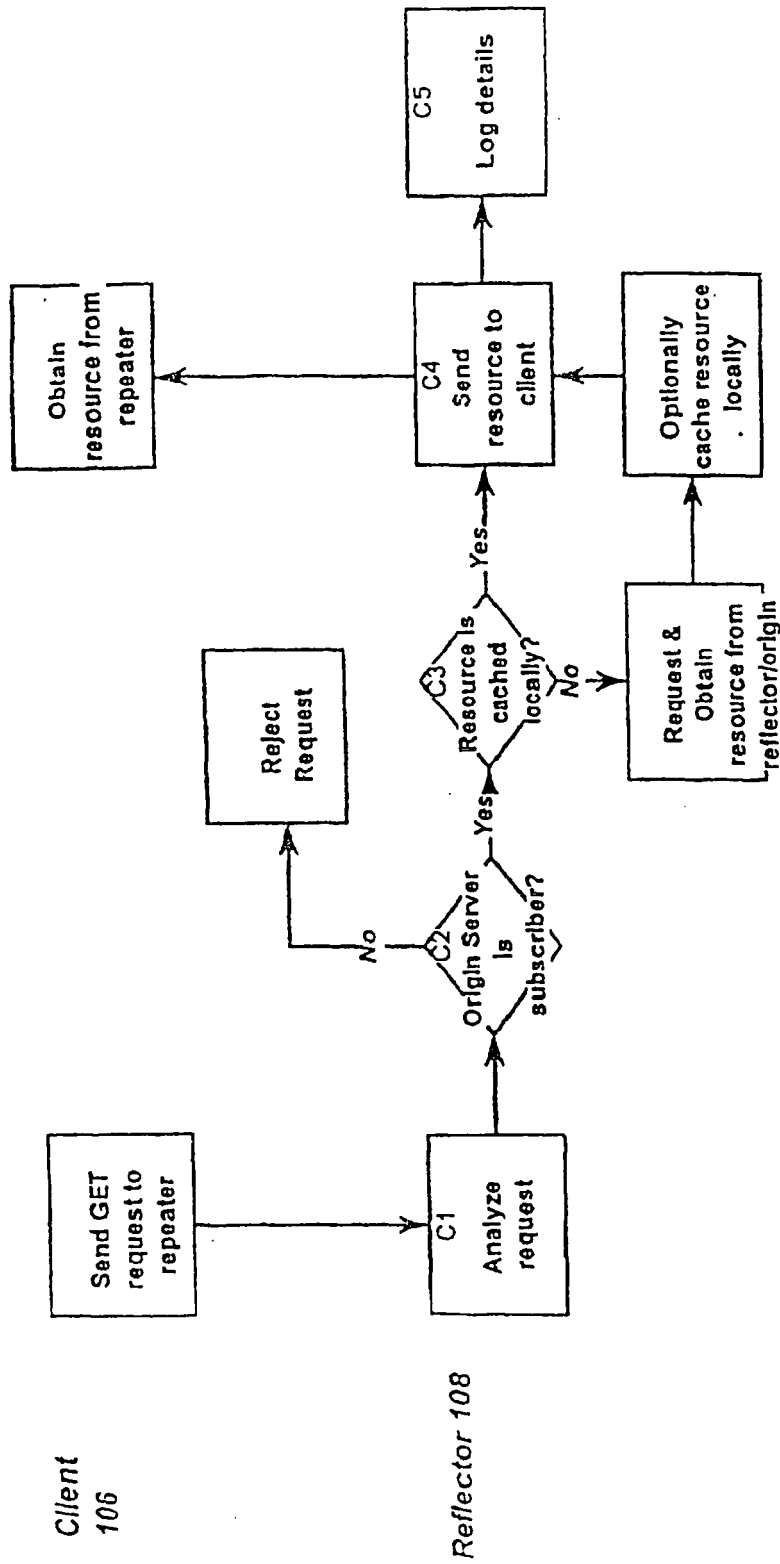 Client
106
Send GET
request to
repeater
Obtain
resource from
repeater
Reject
Request
Reflector 108
C1
Analyze
request
No
C2
Origin Server
is
subscriber?
Yes
C3
Resource is
cached
locally?
Yes
No
C4
Send
resource to
client
C5
Log details
Request &
Obtain
resource from
reflector/origin
Optionally
cache resource
locally